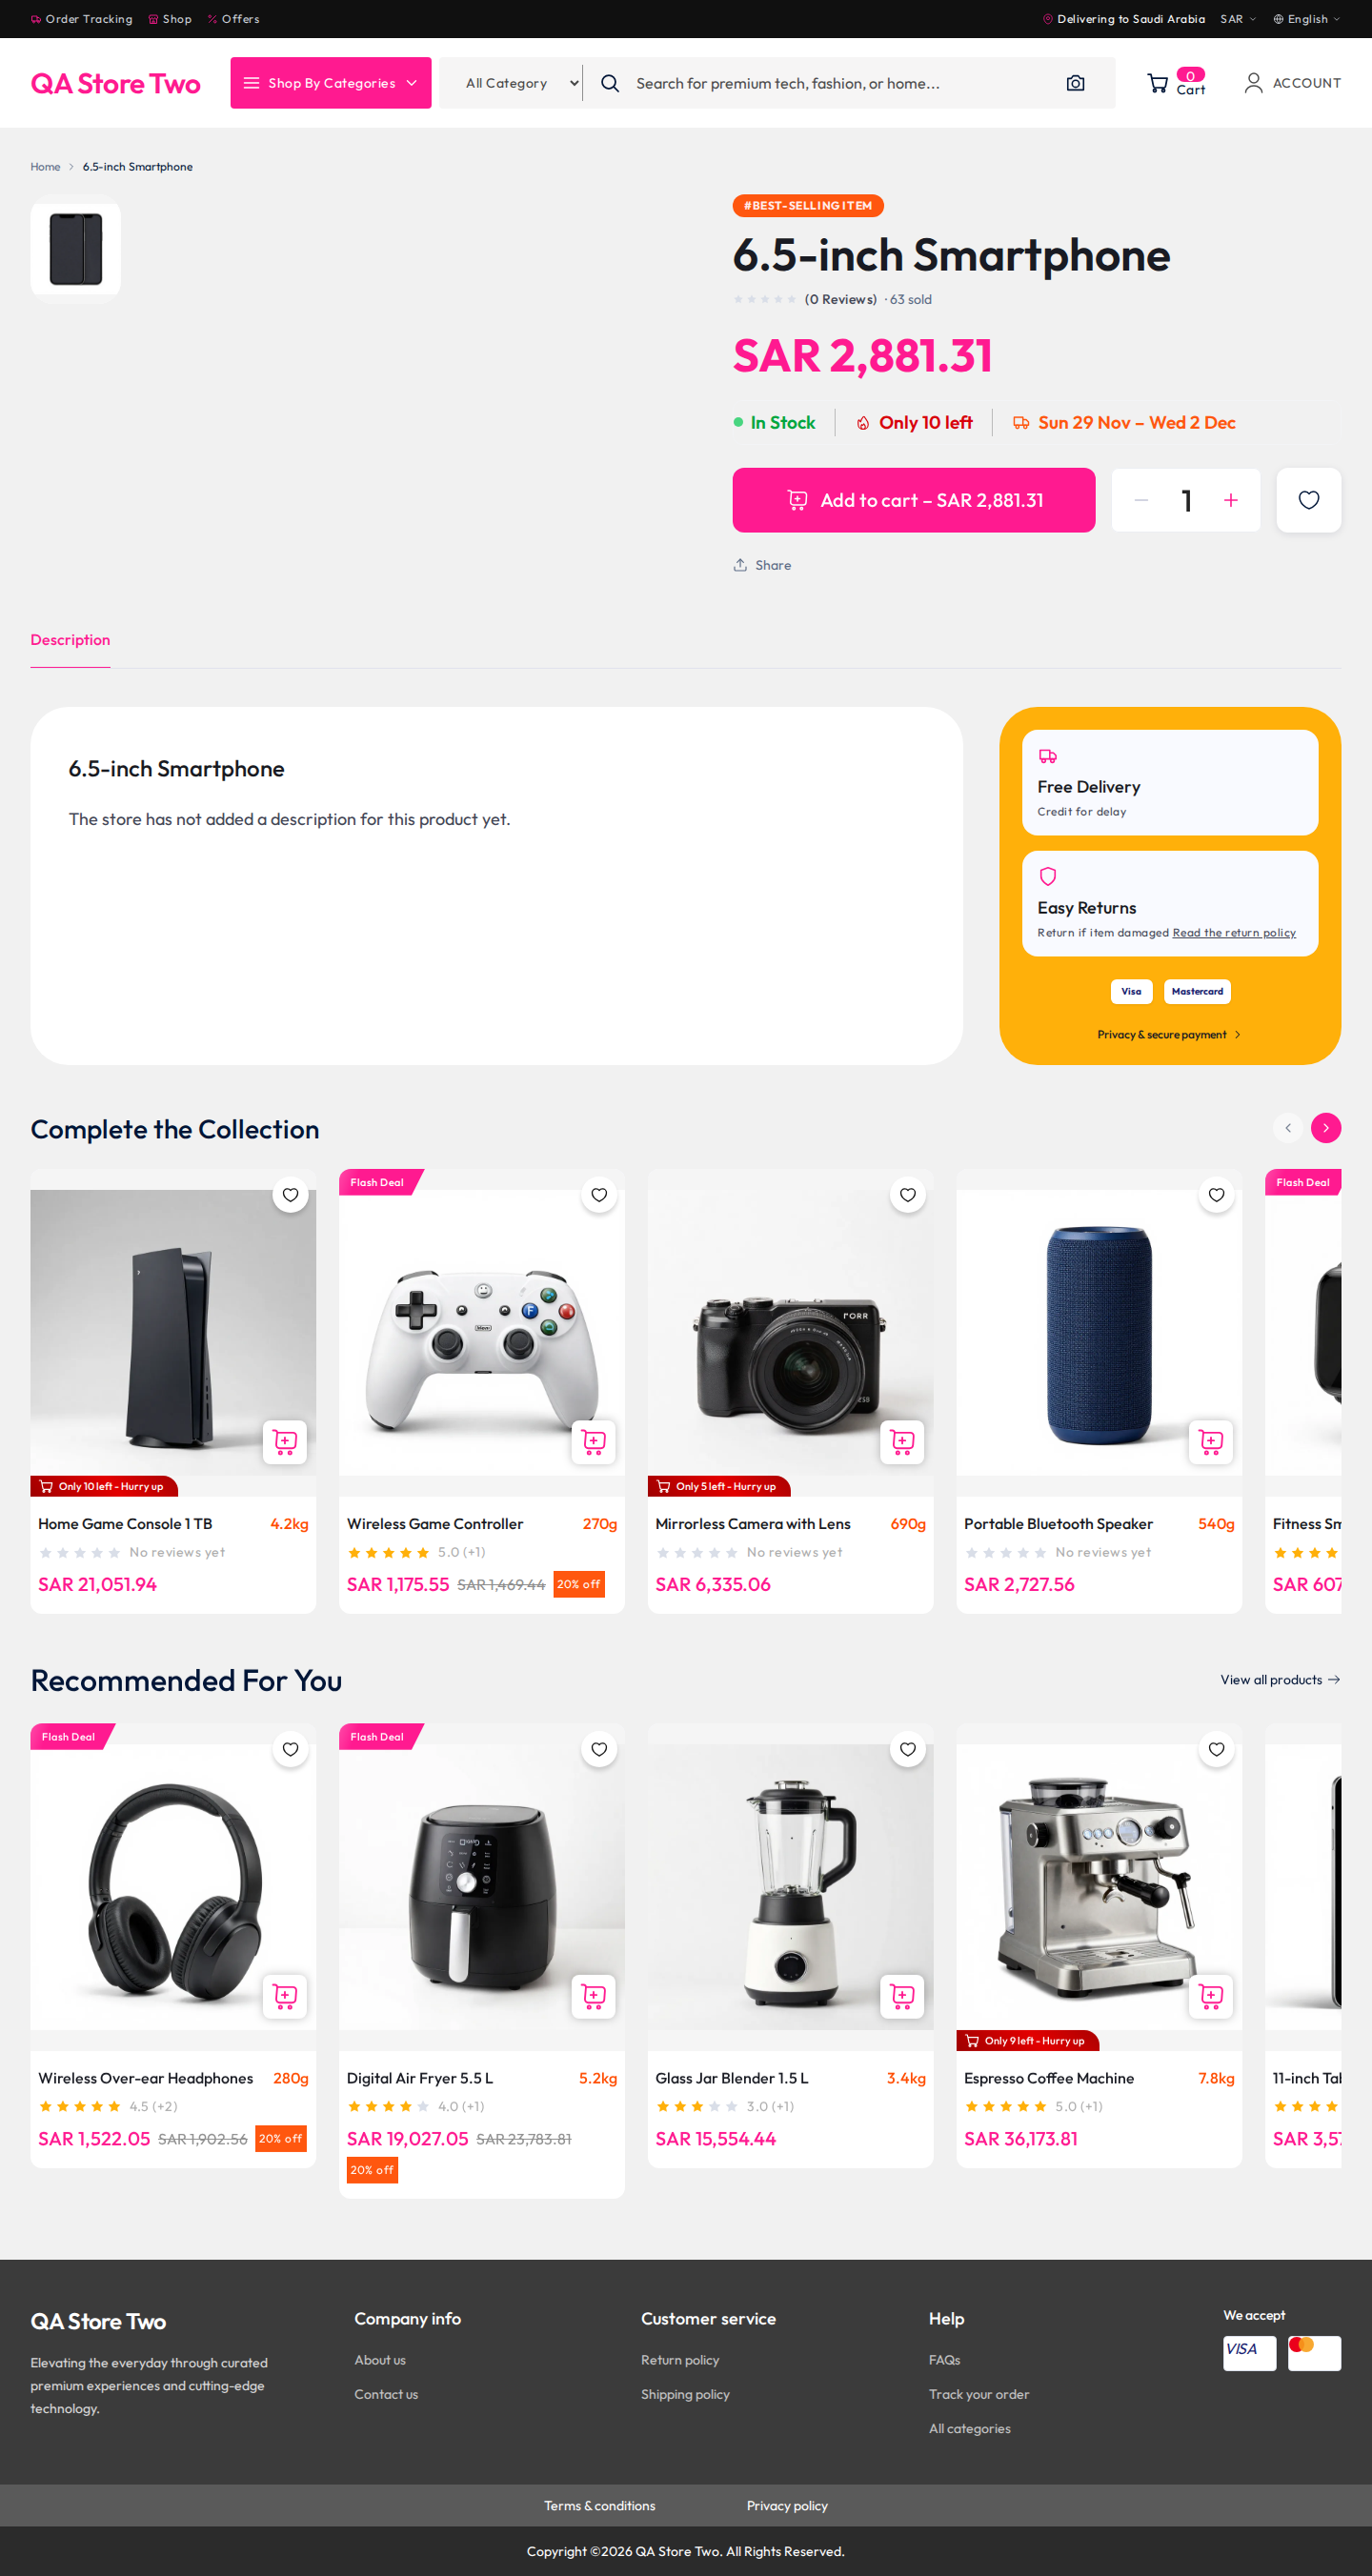 Order Tracking Shop Offers Delivering to Saudi Arabia SAR English
QA Store Two Shop By Categories All Category Search for premium tech, fashion, or home... 0 Cart ACCOUNT
Home 6.5-inch Smartphone
#BEST-SELLING ITEM
6.5-inch Smartphone
(0 Reviews) · 63 sold
SAR 2,881.31
In Stock Only 10 left Sun 29 Nov – Wed 2 Dec
Add to cart – SAR 2,881.31 1
Share
Description
6.5-inch Smartphone
The store has not added a description for this product yet.
Free Delivery
Credit for delay
Easy Returns
Return if item damaged Read the return policy
Visa Mastercard
Privacy & secure payment
Complete the Collection
Flash Deal Flash Deal
Only 10 left - Hurry up Only 5 left - Hurry up
Home Game Console 1 TB 4.2kg Wireless Game Controller 270g Mirrorless Camera with Lens 690g Portable Bluetooth Speaker 540g Fitness Sm
No reviews yet 5.0 (+1) No reviews yet No reviews yet
SAR 21,051.94 SAR 1,175.55 SAR 1,469.44 20% off SAR 6,335.06 SAR 2,727.56 SAR 607
Recommended For You View all products
Flash Deal Flash Deal
Only 9 left - Hurry up
Wireless Over-ear Headphones 280g Digital Air Fryer 5.5 L 5.2kg Glass Jar Blender 1.5 L 3.4kg Espresso Coffee Machine 7.8kg 11-inch Tab
4.5 (+2) 4.0 (+1) 3.0 (+1) 5.0 (+1)
SAR 1,522.05 SAR 1,902.56 20% off SAR 19,027.05 SAR 23,783.81 SAR 15,554.44 SAR 36,173.81 SAR 3,57
20% off
QA Store Two Company info Customer service Help We accept
Elevating the everyday through curated About us Return policy FAQs VISA
premium experiences and cutting-edge Contact us Shipping policy Track your order
technology. All categories
Terms & conditions Privacy policy
Copyright ©2026 QA Store Two. All Rights Reserved.